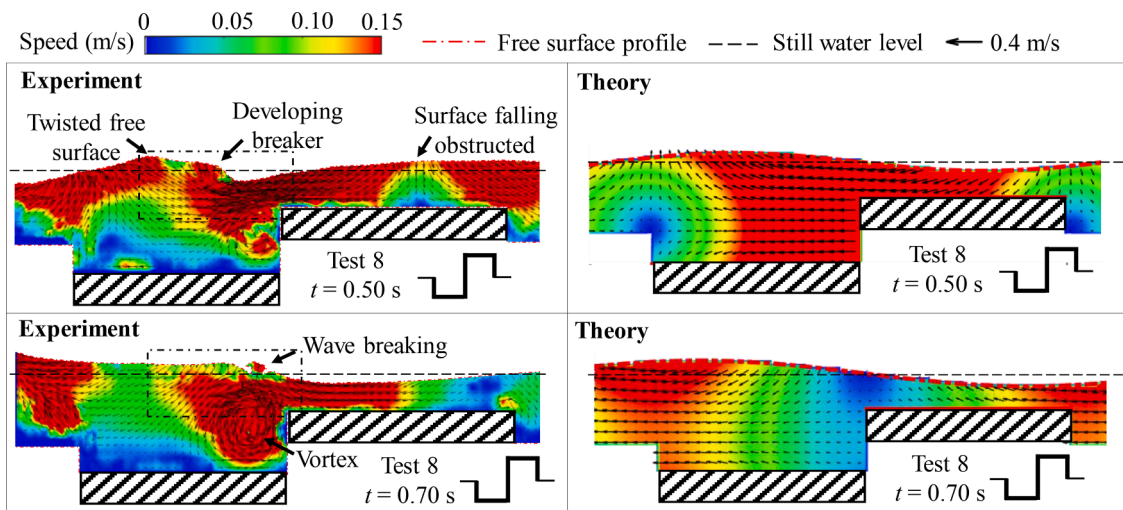 0 0.05 0.10 0.15
Speed (m/s) Free surface profile Still water level 0.4 m/s
Experiment
Twisted free
surface
Developing
breaker
Surface falling
obstructed
Test 8
t = 0.50 s
Theory
Test 8
t = 0.50 s
Experiment
Wave breaking
Vortex
Test 8
t = 0.70 s
Theory
Test 8
t = 0.70 s